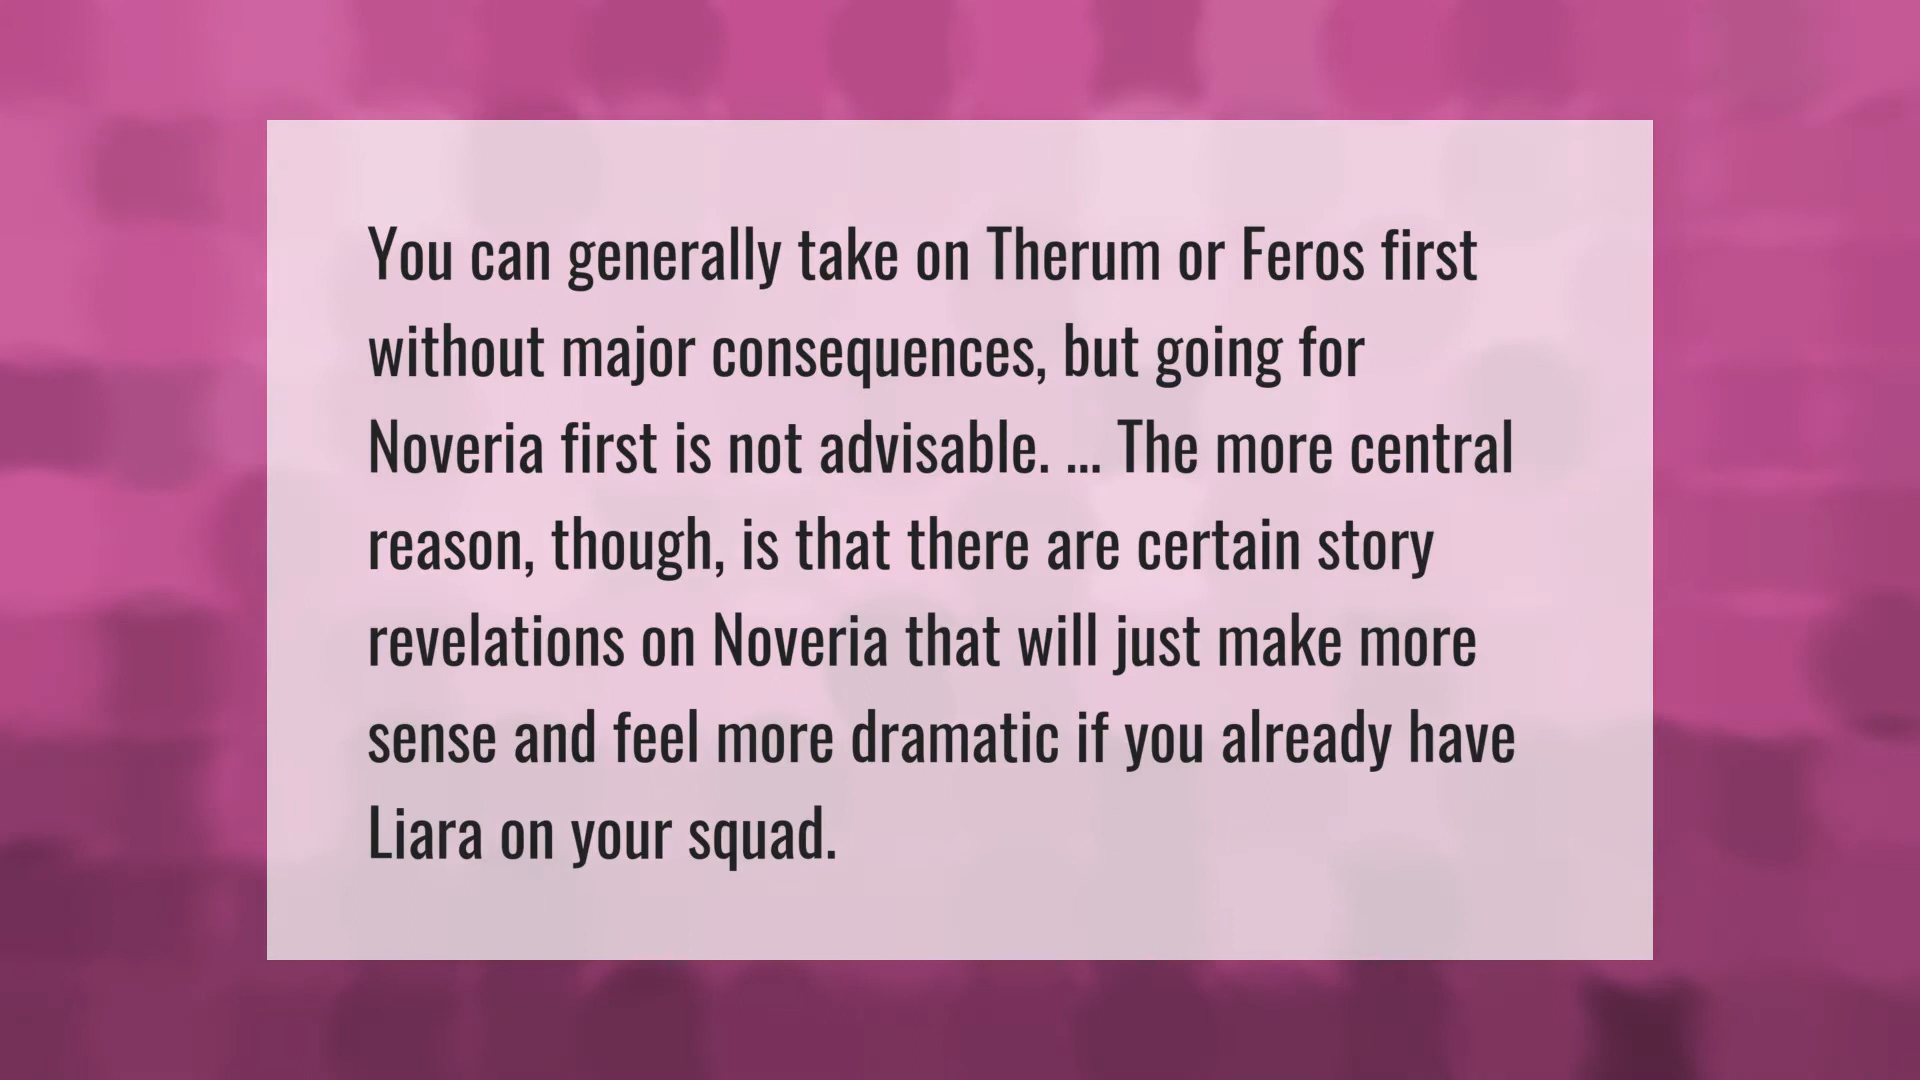 You can generally take on Therum or Feros first
without major consequences, but going for
Noveria first is not advisable. ... The more central
reason, though, is that there are certain story
revelations on Noveria that will just make more
sense and feel more dramatic if you already have
Liara on your squad.